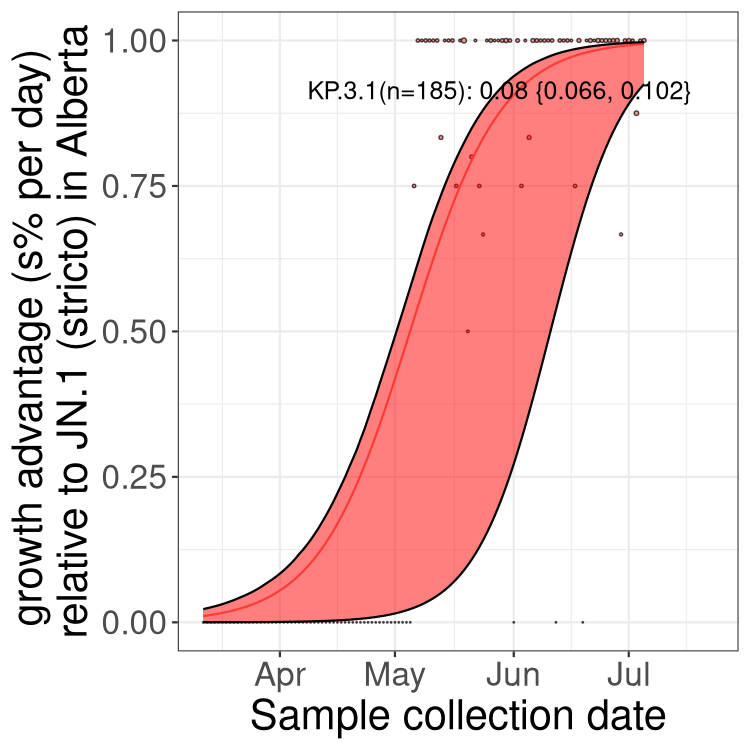 growth advantage (s% per day)
relative to JN.1 (stricto) in Alberta
1.00
0.75
0.50
0.25
0.00
KP.3.1(n=185): 0.08 {0.066, 0.102}
Apr May Jun Jul
Sample collection date